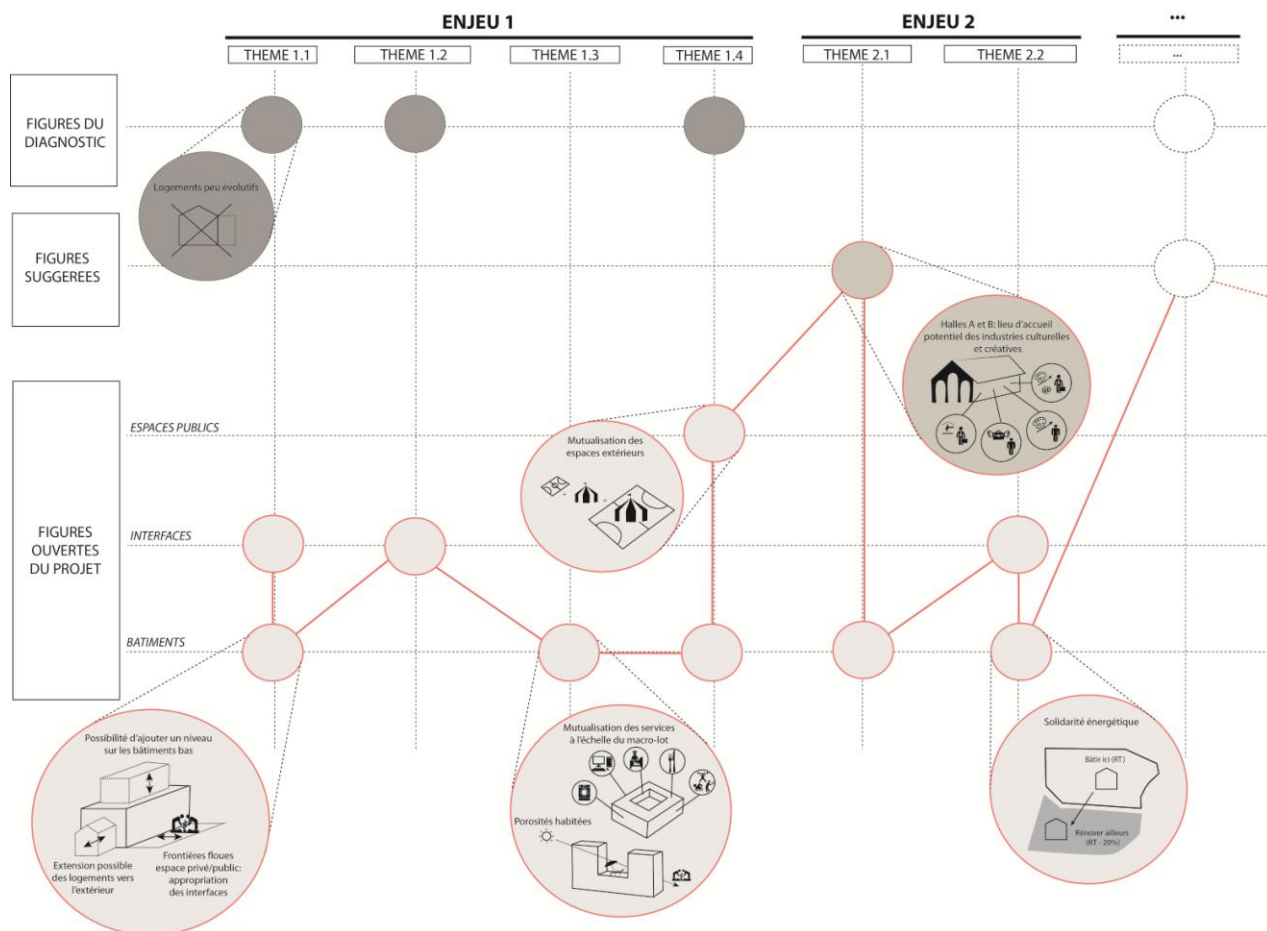 ENJEU 1
ENJEU 2
...
THEME 1.1
THEME 1.2
THEME 1.3
THEME 1.4
THEME 2.1
THEME 2.2
...
FIGURES DU
DIAGNOSTIC
Logements peu évolutifs
FIGURES
SUGGEREES
Halles A et B: lieu d'accueil
potentiel des industries culturelles
et créatives
@
FIGURES
OUVERTES
DU PROJET
ESPACES PUBLICS
Mutualisation des
espaces extérieurs
INTERFACES
BATIMENTS
Possibilité d'ajouter un niveau
sur les bâtiments bas
Extension possible
des logements vers
l'extérieur
Frontières floues
espace privé/public:
appropriation
des interfaces
Mutualisation des services
à l'échelle du macro-lot
Porosités habitées
Solidarité énergétique
Bâtir ici (RT)
Rénover ailleurs
(RT - 20%)